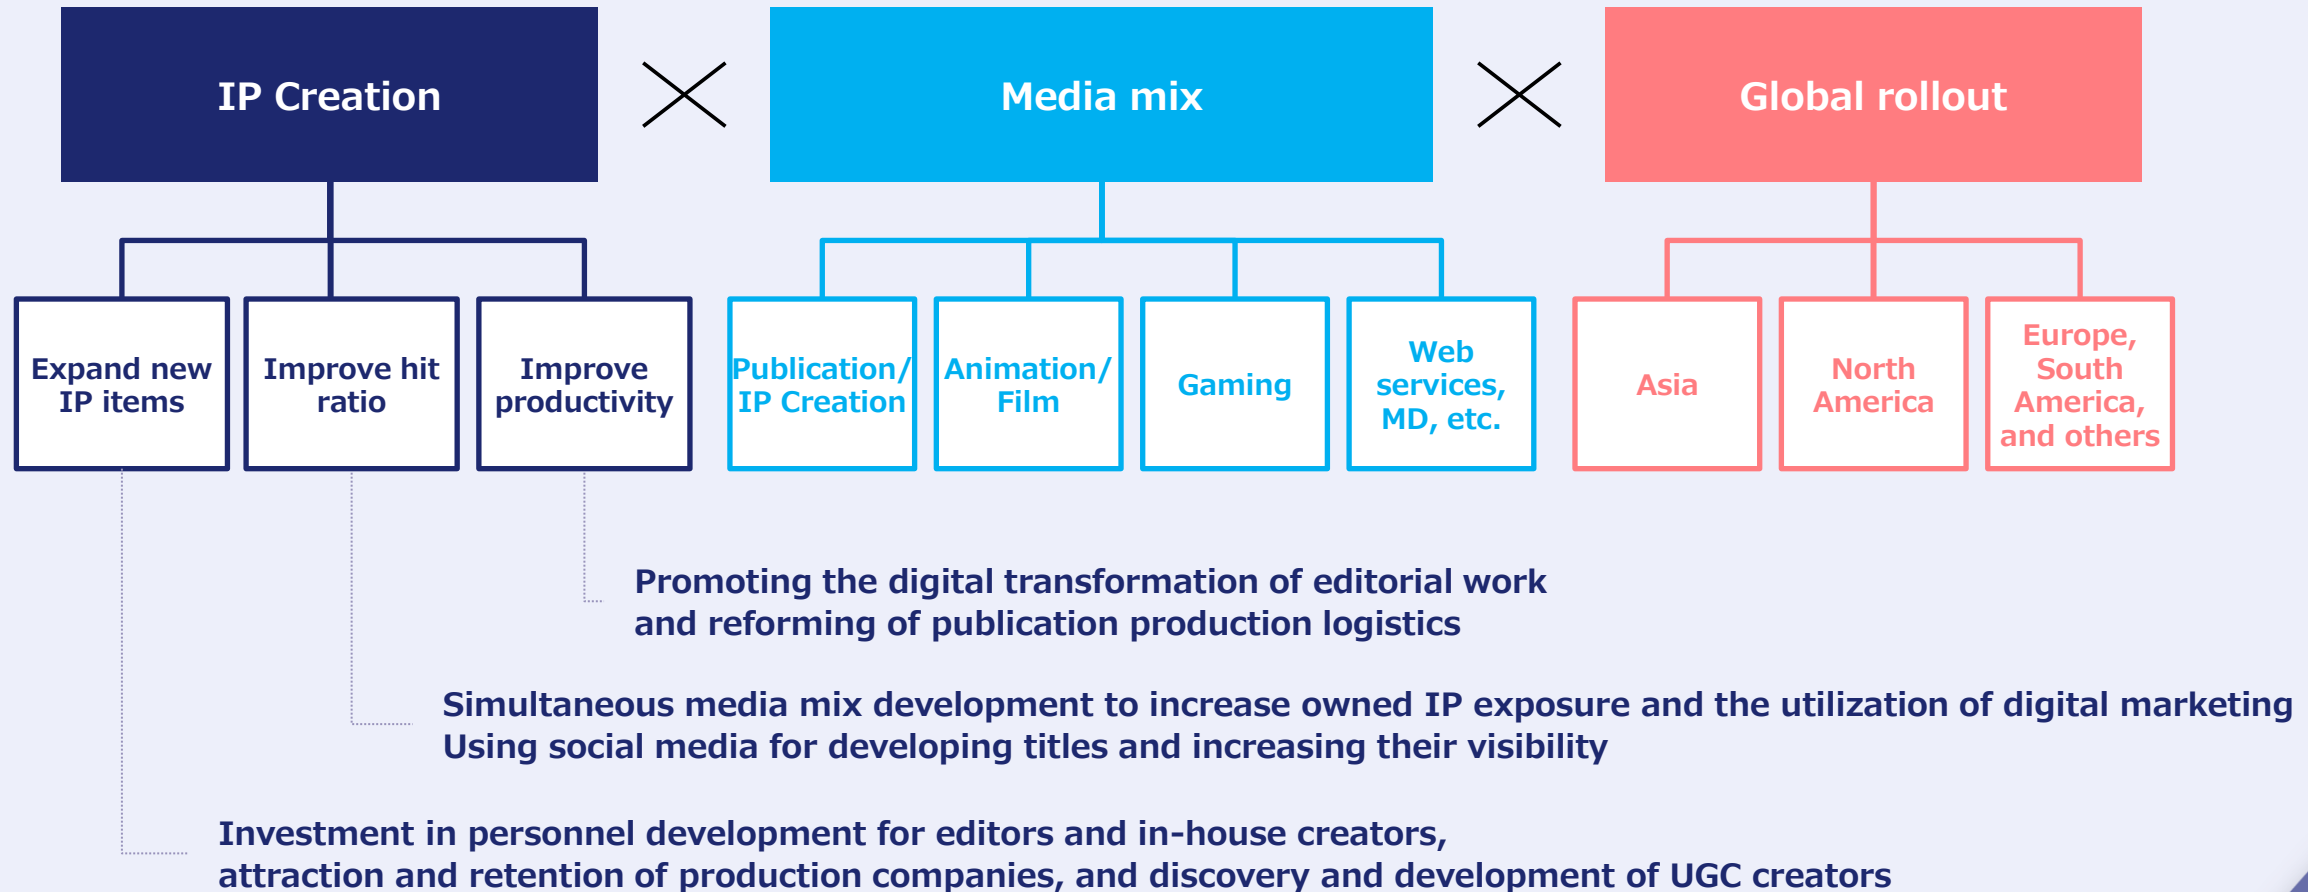 IP Creation
Media mix
Global rollout
Expand new
IP items
Improve hit
ratio
Improve
productivity
Publication/
IP Creation
Animation/
Film
Gaming
Web
services,
MD, etc.
Asia
North
America
Europe,
South
America,
and others
Promoting the digital transformation of editorial work
and reforming of publication production logistics
Simultaneous media mix development to increase owned IP exposure and the utilization of digital marketing
Using social media for developing titles and increasing their visibility
Investment in personnel development for editors and in-house creators,
attraction and retention of production companies, and discovery and development of UGC creators